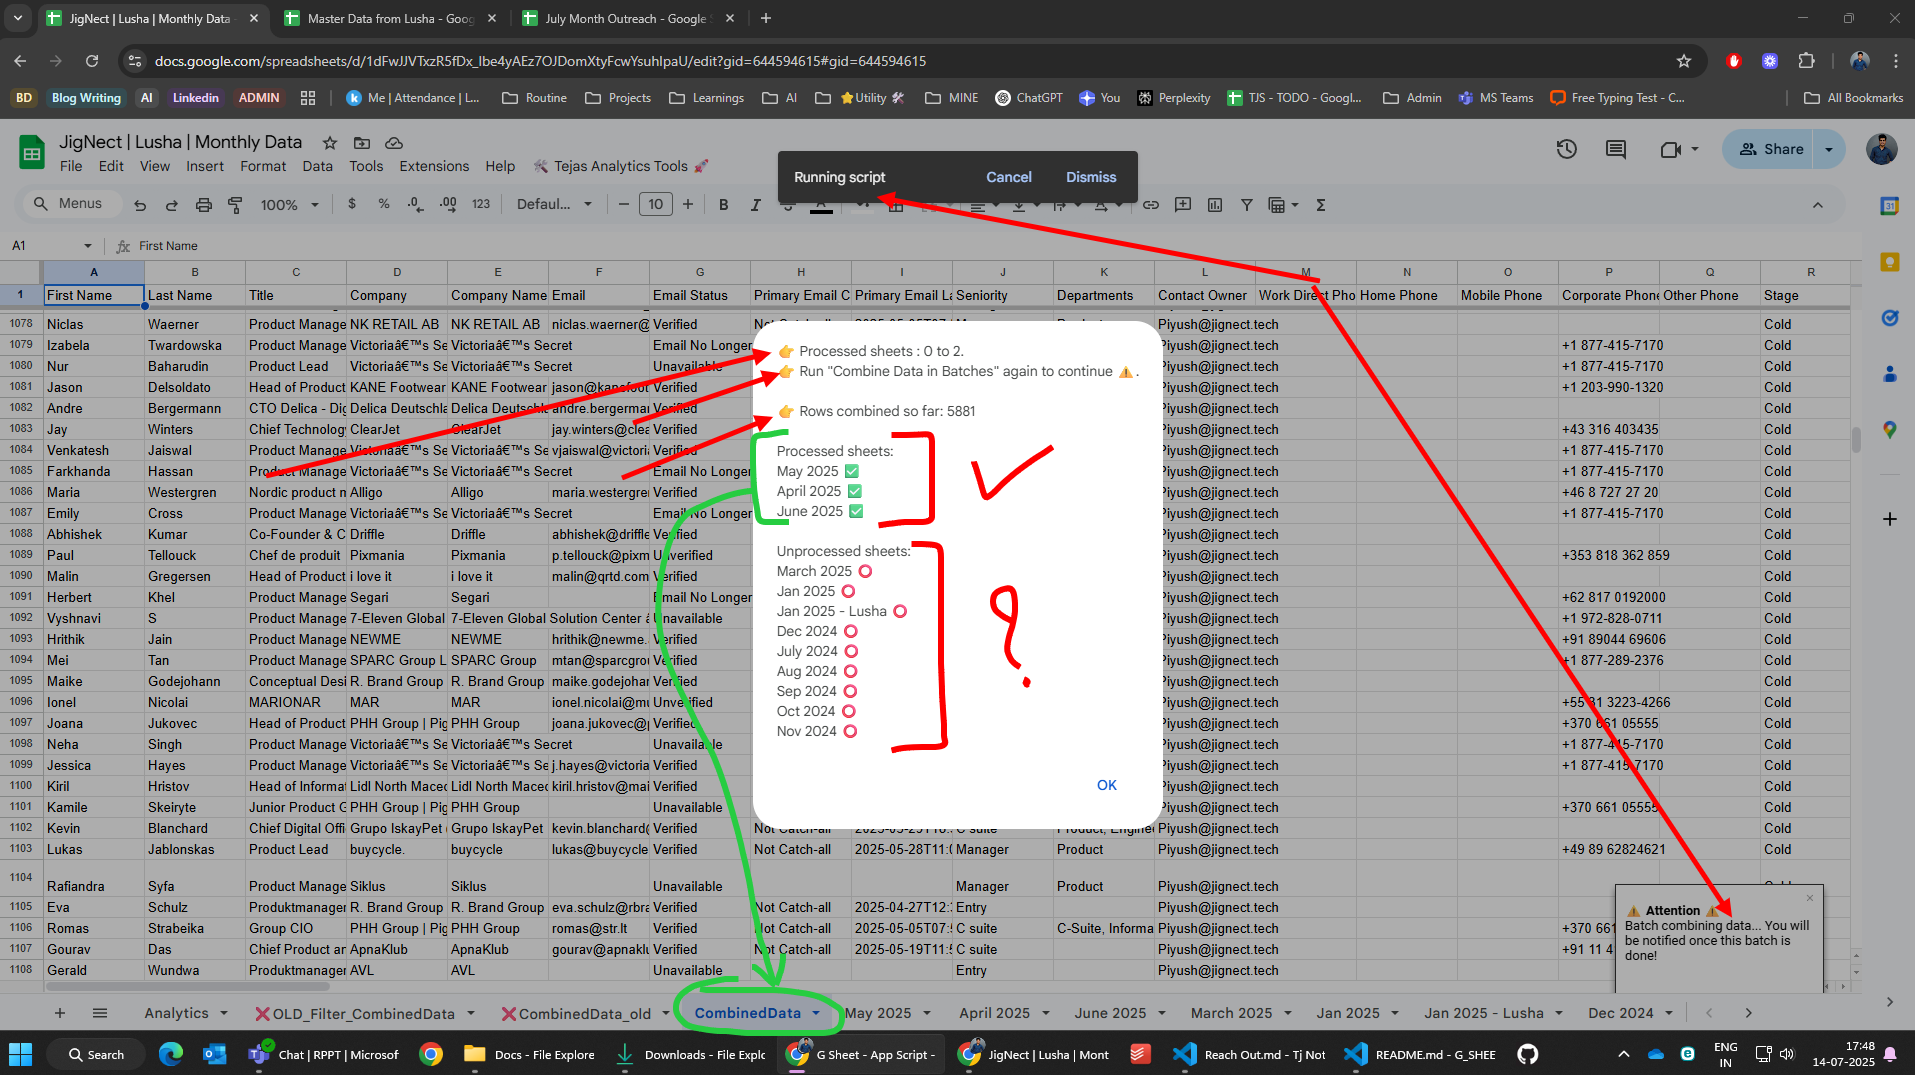 JigNect | Lusha | Monthly Data -
Master Data from Lusha - Goog
July Month Outreach - Google S
docs.google.com/spreadsheets/d/1dFwJJVTxzR5fDx_Ibe4yAEz7OJDomXtyFcwYsuhIpaU/edit?gid=644594615#gid=644594615
BD Blog Writing AI Linkedin ADMIN Me | Attendance | L... Routine Projects Learnings AI ⭐Utility 🛠 MINE ChatGPT You Perplexity TJS - TODO - Googl... Admin MS Teams Free Typing Test - C... All Bookmarks
JigNect | Lusha | Monthly Data
File Edit View Insert Format Data Tools Extensions Help 🛠 Tejas Analytics Tools 🚀
Share
Running script Cancel Dismiss
Menus 100% $ % .0 .00 123 Defaul... − 10 + B I
A1 fx First Name
A B C D E F G H I J K L M N O P Q R
1 First Name Last Name Title Company Company Name Email Email Status Primary Email C Primary Email La Seniority Departments Contact Owner Work Direct Pho Home Phone Mobile Phone Corporate Phone Other Phone Stage
1078 Niclas Waerner Product Manage NK RETAIL AB NK RETAIL AB niclas.waerner@ Verified Piyush@jignect.tech Cold
1079 Izabela Twardowska Product Manage Victoriaâ€™s Se Victoriaâ€™s Secret Email No Longer Piyush@jignect.tech +1 877-415-7170 Cold
1080 Nur Baharudin Product Lead Victoriaâ€™s Se Victoriaâ€™s Secret Unavailable Piyush@jignect.tech +1 877-415-7170 Cold
1081 Jason Delsoldato Head of Product KANE Footwear KANE Footwear jason@kanefoot Verified Piyush@jignect.tech +1 203-990-1320 Cold
1082 Andre Bergermann CTO Delica - Dig Delica Deutschla Delica Deutschl andre.bergerma Verified Piyush@jignect.tech Cold
1083 Jay Winters Chief Technology ClearJet ClearJet jay.winters@clea Verified Piyush@jignect.tech +43 316 403435 Cold
1084 Venkatesh Jaiswal Product Manage Victoriaâ€™s Se Victoriaâ€™s Secret vjaiswal@victori Verified Piyush@jignect.tech +1 877-415-7170 Cold
1085 Farkhanda Hassan Product Manage Victoriaâ€™s Se Victoriaâ€™s Secret Email No Longer Piyush@jignect.tech +1 877-415-7170 Cold
1086 Maria Westergren Nordic product m Alligo Alligo maria.westergren Verified Piyush@jignect.tech +46 8 727 27 20 Cold
1087 Emily Cross Product Manage Victoriaâ€™s Se Victoriaâ€™s Secret Email No Longer Piyush@jignect.tech +1 877-415-7170 Cold
1088 Abhishek Kumar Co-Founder & C Driffle Driffle abhishek@driffle Verified Piyush@jignect.tech Cold
1089 Paul Tellouck Chef de produit Pixmania Pixmania p.tellouck@pixm Unverified Piyush@jignect.tech +353 818 362 859 Cold
1090 Malin Gregersen Head of Product i love it i love it malin@qrtd.com Verified Piyush@jignect.tech Cold
1091 Herbert Khel Product Manage Segari Segari Email No Longer Piyush@jignect.tech +62 817 0192000 Cold
1092 Vyshnavi S Product Manage 7-Eleven Global 7-Eleven Global Solution Center Unavailable Piyush@jignect.tech +1 972-828-0711 Cold
1093 Hrithik Jain Product Manage NEWME NEWME hrithik@newme. Verified Piyush@jignect.tech +91 89044 69606 Cold
1094 Mei Tan Product Manage SPARC Group L SPARC Group mtan@sparcgrou Verified Piyush@jignect.tech +1 877-289-2376 Cold
1095 Maike Godejohann Conceptual Desi R. Brand Group R. Brand Group maike.godejohan Verified Piyush@jignect.tech Cold
1096 Ionel Nicolai MARIONAR MAR MAR ionel.nicolai@m Unverified Piyush@jignect.tech +55 31 3223-4266 Cold
1097 Joana Jukovec Head of Product PHH Group | Pig PHH Group joana.jukovec@p Verified Piyush@jignect.tech +370 661 05555 Cold
1098 Neha Singh Product Manage Victoriaâ€™s Se Victoriaâ€™s Secret Unavailable Piyush@jignect.tech +1 877-415-7170 Cold
1099 Jessica Hayes Product Manage Victoriaâ€™s Se Victoriaâ€™s Se j.hayes@victoria Verified Piyush@jignect.tech +1 877-415-7170 Cold
1100 Kiril Hristov Head of Informat Lidl North Maced Lidl North Mace kiril.hristov@mai Verified Piyush@jignect.tech Cold
1101 Kamile Skeiryte Junior Product G PHH Group | Pig PHH Group Unavailable Piyush@jignect.tech +370 661 05555 Cold
1102 Kevin Blanchard Chief Digital Offi Grupo IskayPet ( Grupo IskayPet kevin.blanchard( Verified Not Catch-all C suite Product, Enginee Piyush@jignect.tech Cold
1103 Lukas Jablonskas Product Lead buycycle. buycycle lukas@buycycle Verified Not Catch-all 2025-05-28T11:0 Manager Product Piyush@jignect.tech +49 89 62824621 Cold
1104 Rafiandra Syfa Product Manage Siklus Siklus Unavailable Manager Product Piyush@jignect.tech
1105 Eva Schulz Produktmanager R. Brand Group R. Brand Group eva.schulz@rbra Verified Not Catch-all 2025-04-27T12:3 Entry Piyush@jignect.tech
1106 Romas Strabeika Group CIO PHH Group | Pig PHH Group romas@str.lt Verified Not Catch-all 2025-05-05T07:5 C suite C-Suite, Informa Piyush@jignect.tech +370 661
1107 Gourav Das Chief Product an ApnaKlub ApnaKlub gourav@apnaklu Verified Not Catch-all 2025-05-19T11:5 C suite Piyush@jignect.tech +91 11 4
1108 Gerald Wundwa Produktmanager AVL AVL Unavailable Entry Piyush@jignect.tech
👉 Processed sheets : 0 to 2.
👉 Run "Combine Data in Batches" again to continue ⚠️.
👉 Rows combined so far: 5881
Processed sheets:
May 2025 ✅
April 2025 ✅
June 2025 ✅
Unprocessed sheets:
March 2025 ⭕
Jan 2025 ⭕
Jan 2025 - Lusha ⭕
Dec 2024 ⭕
July 2024 ⭕
Aug 2024 ⭕
Sep 2024 ⭕
Oct 2024 ⭕
Nov 2024 ⭕
OK
?
⚠️ Attention ⚠️
Batch combining data... You will
be notified once this batch is
done!
Analytics ❌OLD_Filter_CombinedData ❌CombinedData_old CombinedData May 2025 April 2025 June 2025 March 2025 Jan 2025 Jan 2025 - Lusha Dec 2024
Search Chat | RPPT | Microsof Docs - File Explore Downloads - File Explo G Sheet - App Script - JigNect | Lusha | Mont Reach Out.md - Tj Not README.md - G_SHEE ENG IN 17:48 14-07-2025